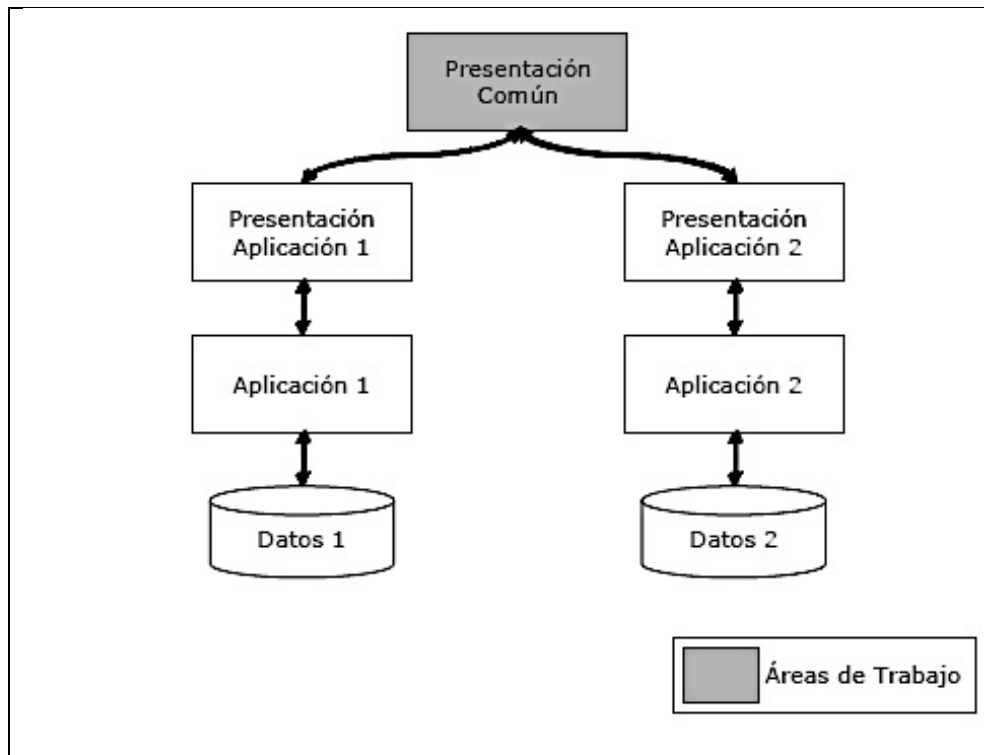 Presentación
Común
Presentación
Aplicación 1
Presentación
Aplicación 2
Aplicación 1
Aplicación 2
Datos 1
Datos 2
Áreas de Trabajo